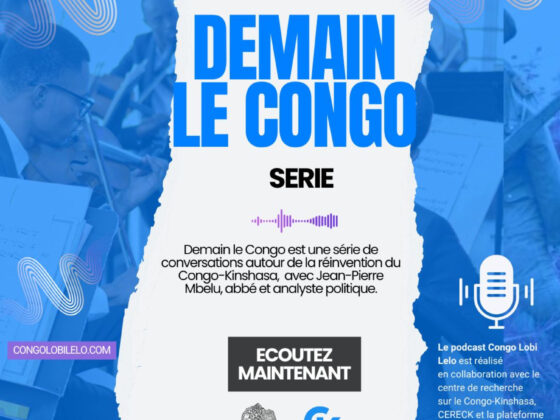 DEMAIN
LE CONGO
SERIE
Demain le Congo est une série de
conversations autour de la réinvention du
Congo-Kinshasa, avec Jean-Pierre
Mbelu, abbé et analyste politique.
CONGOLOBILELO.COM
ECOUTEZ
MAINTENANT
Le podcast Congo Lobi
Lelo est réalisé
en collaboration avec le
centre de recherche
sur le Congo-Kinshasa,
CERECK et la plateforme